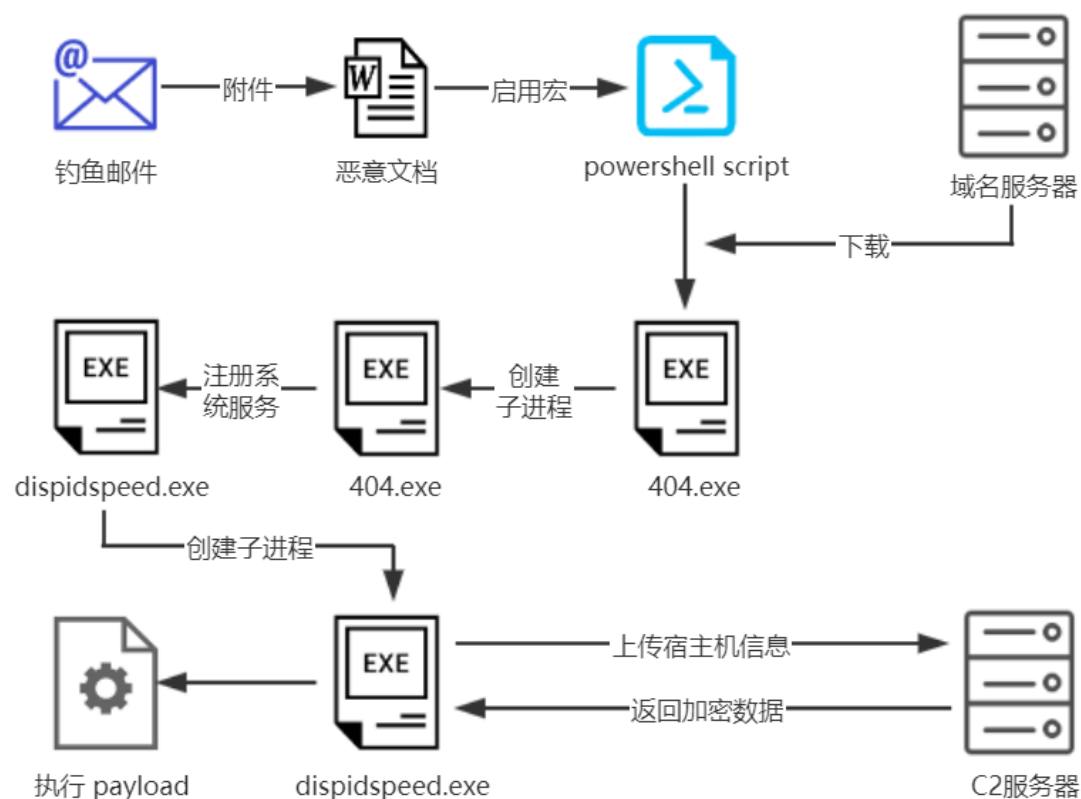 @
附件
W
启用宏
钓鱼邮件
恶意文档
powershell script
域名服务器
下载
EXE
注册系
统服务
EXE
创建
子进程
EXE
dispidspeed.exe
404.exe
404.exe
创建子进程
EXE
上传宿主机信息
返回加密数据
执行 payload
dispidspeed.exe
C2服务器